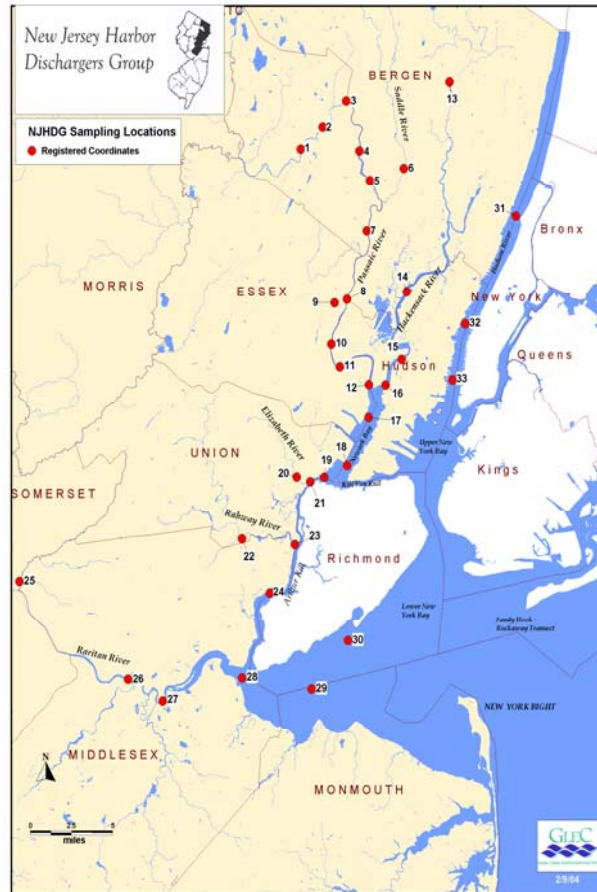 New Jersey Harbor
Dischargers Group
NJHDG Sampling Locations
Registered Coordinates
BERGEN
Saddle River
13
3
2
1
4
5
6
7
31
Bronx
Hudson River
Passaic River
MORRIS
ESSEX
14
9
8
Hackensack River
New York
32
10
15
Queens
11
Hudson
12
16
33
17
Elizabeth River
Upper New
York Bay
UNION
18
Newark Bay
Kings
20
19
Kill Van Kull
SOMERSET
21
Rahway River
22
23
Richmond
25
Arthur Kill
24
Lower New
York Bay
Sandy Hook -
Rockaway Transect
30
Raritan River
26
28
29
27
NEW YORK BIGHT
N
MIDDLESEX
MONMOUTH
0 2.5 5
miles
GLEC
2/9/04